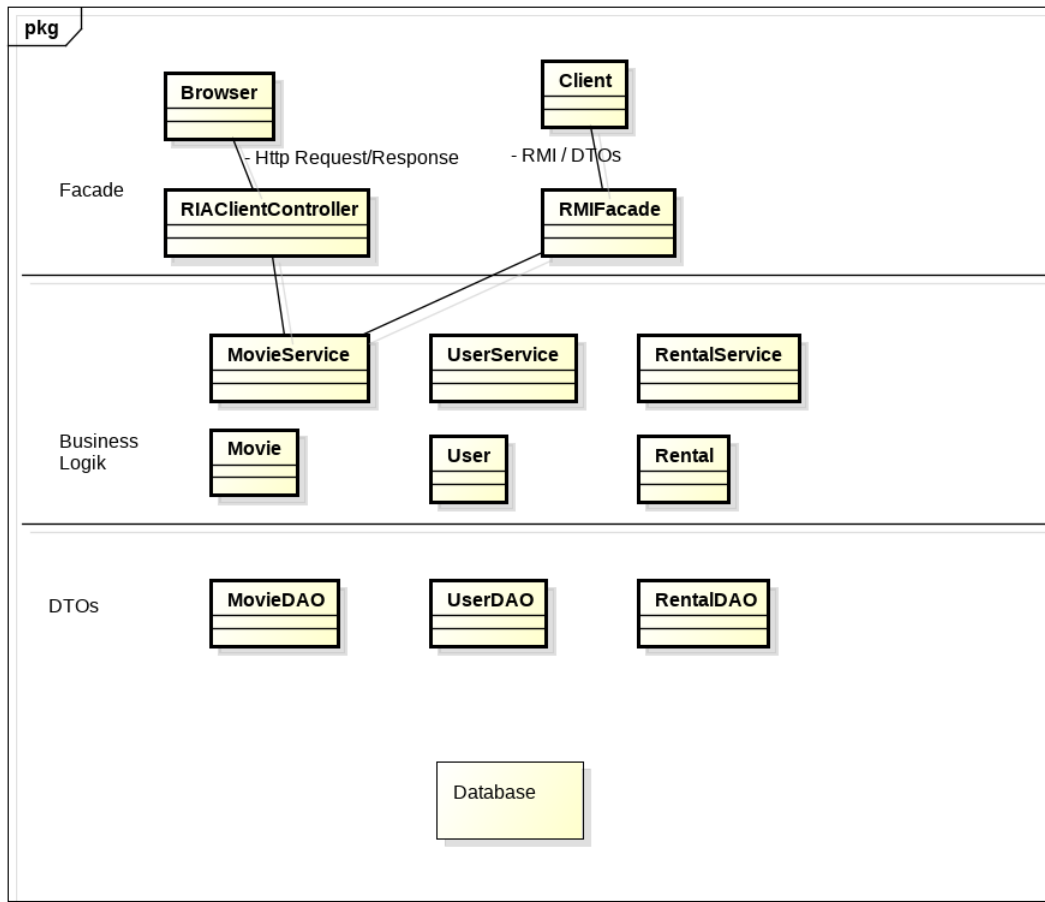 pkg
Browser
Client
- Http Request/Response
- RMI / DTOs
Facade
RIAClientController
RMIFacade
MovieService
UserService
RentalService
Business
Logik
Movie
User
Rental
DTOs
MovieDAO
UserDAO
RentalDAO
Database